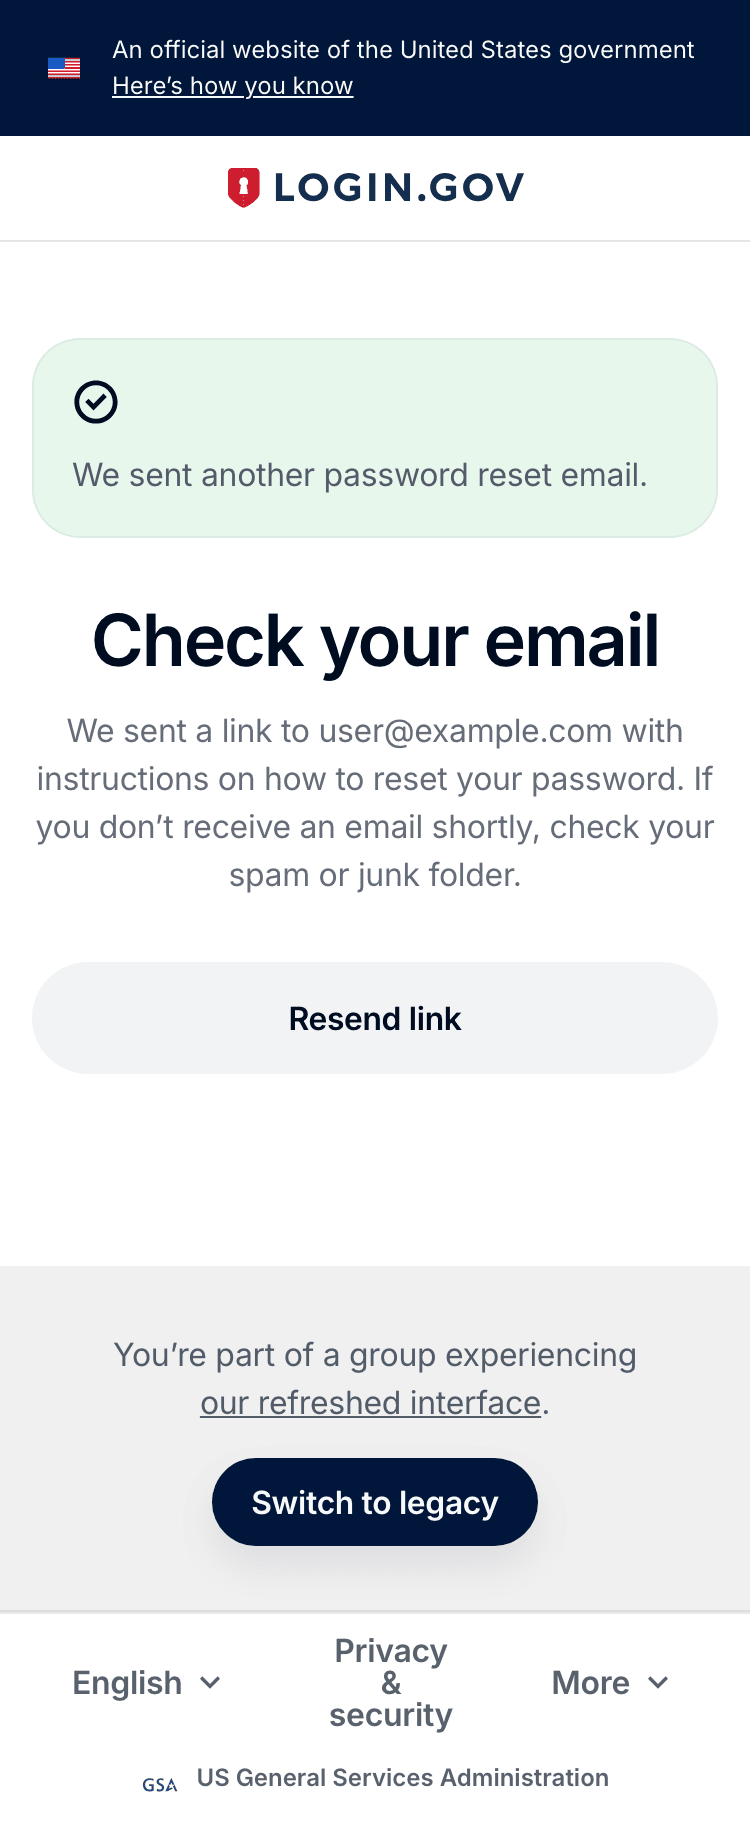 An official website of the United States government
Here’s how you know
LOGIN.GOV
We sent another password reset email.
Check your email
We sent a link to user@example.com with
instructions on how to reset your password. If
you don’t receive an email shortly, check your
spam or junk folder.
Resend link
You’re part of a group experiencing
our refreshed interface.
Switch to legacy
English
Privacy
&
security
More
GSA US General Services Administration